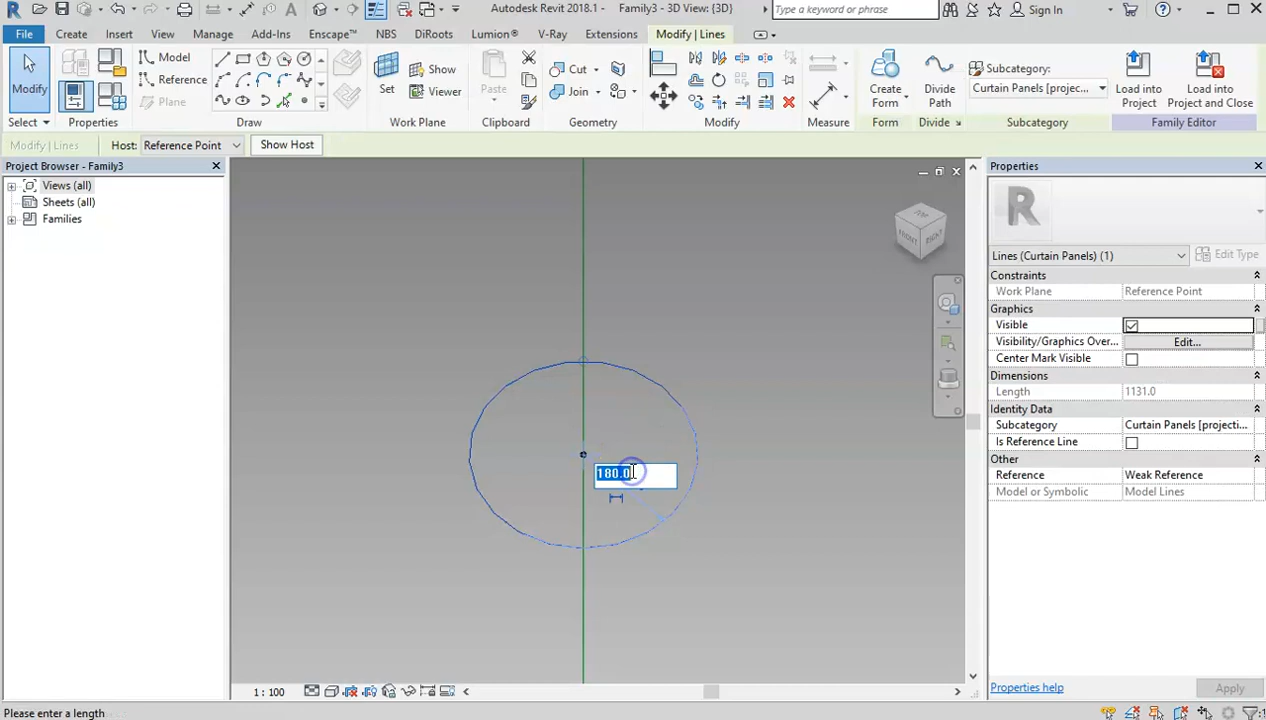 Autodesk Revit 2018.1 - Family3 - 3D View: {3D}
Type a keyword or phrase
Sign In
File Create Insert View Manage Add-Ins Enscape™ NBS DiRoots Lumion® V-Ray Extensions Modify | Lines
Modify
Model
Reference
Plane
Set
Show
Viewer
Paste
Cut
Join
Create
Form
Divide
Path
Subcategory:
Curtain Panels [projec...
Load into
Project
Load into
Project and Close
Select Properties Draw Work Plane Clipboard Geometry Modify Measure Form Divide Subcategory Family Editor
Modify | Lines Host: Reference Point Show Host
Project Browser - Family3
Views (all)
Sheets (all)
Families
TOP
FRONT
RIGHT
180.0
Properties
R
Lines (Curtain Panels) (1) Edit Type
Constraints
Work Plane Reference Point
Graphics
Visible
Visibility/Graphics Over... Edit...
Center Mark Visible
Dimensions
Length 1131.0
Identity Data
Subcategory Curtain Panels [projecti...
Is Reference Line
Other
Reference Weak Reference
Model or Symbolic Model Lines
Properties help Apply
1 : 100
Please enter a length